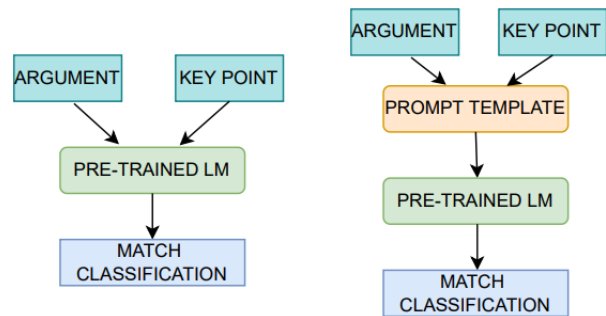 ARGUMENT
KEY POINT
PRE-TRAINED LM
MATCH
CLASSIFICATION
ARGUMENT
KEY POINT
PROMPT TEMPLATE
PRE-TRAINED LM
MATCH
CLASSIFICATION